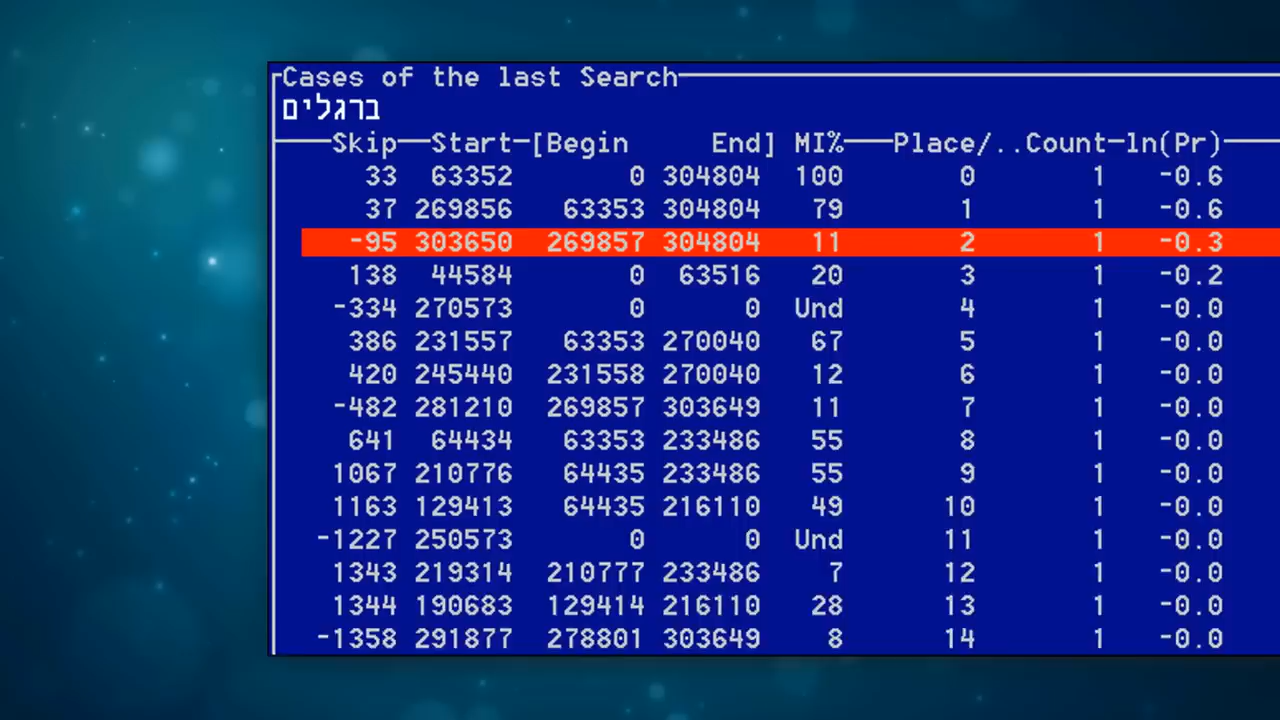 Cases of the last Search
ברגלים
Skip Start [Begin End] MI% Place/..Count ln(Pr)
33 63352 0 304804 100 0 1 -0.6
37 269856 63353 304804 79 1 1 -0.6
-95 303650 269857 304804 11 2 1 -0.3
138 44584 0 63516 20 3 1 -0.2
-334 270573 0 0 Und 4 1 -0.0
386 231557 63353 270040 67 5 1 -0.0
420 245440 231558 270040 12 6 1 -0.0
-482 281210 269857 303649 11 7 1 -0.0
641 64434 63353 233486 55 8 1 -0.0
1067 210776 64435 233486 55 9 1 -0.0
1163 129413 64435 216110 49 10 1 -0.0
-1227 250573 0 0 Und 11 1 -0.0
1343 219314 210777 233486 7 12 1 -0.0
1344 190683 129414 216110 28 13 1 -0.0
-1358 291877 278801 303649 8 14 1 -0.0